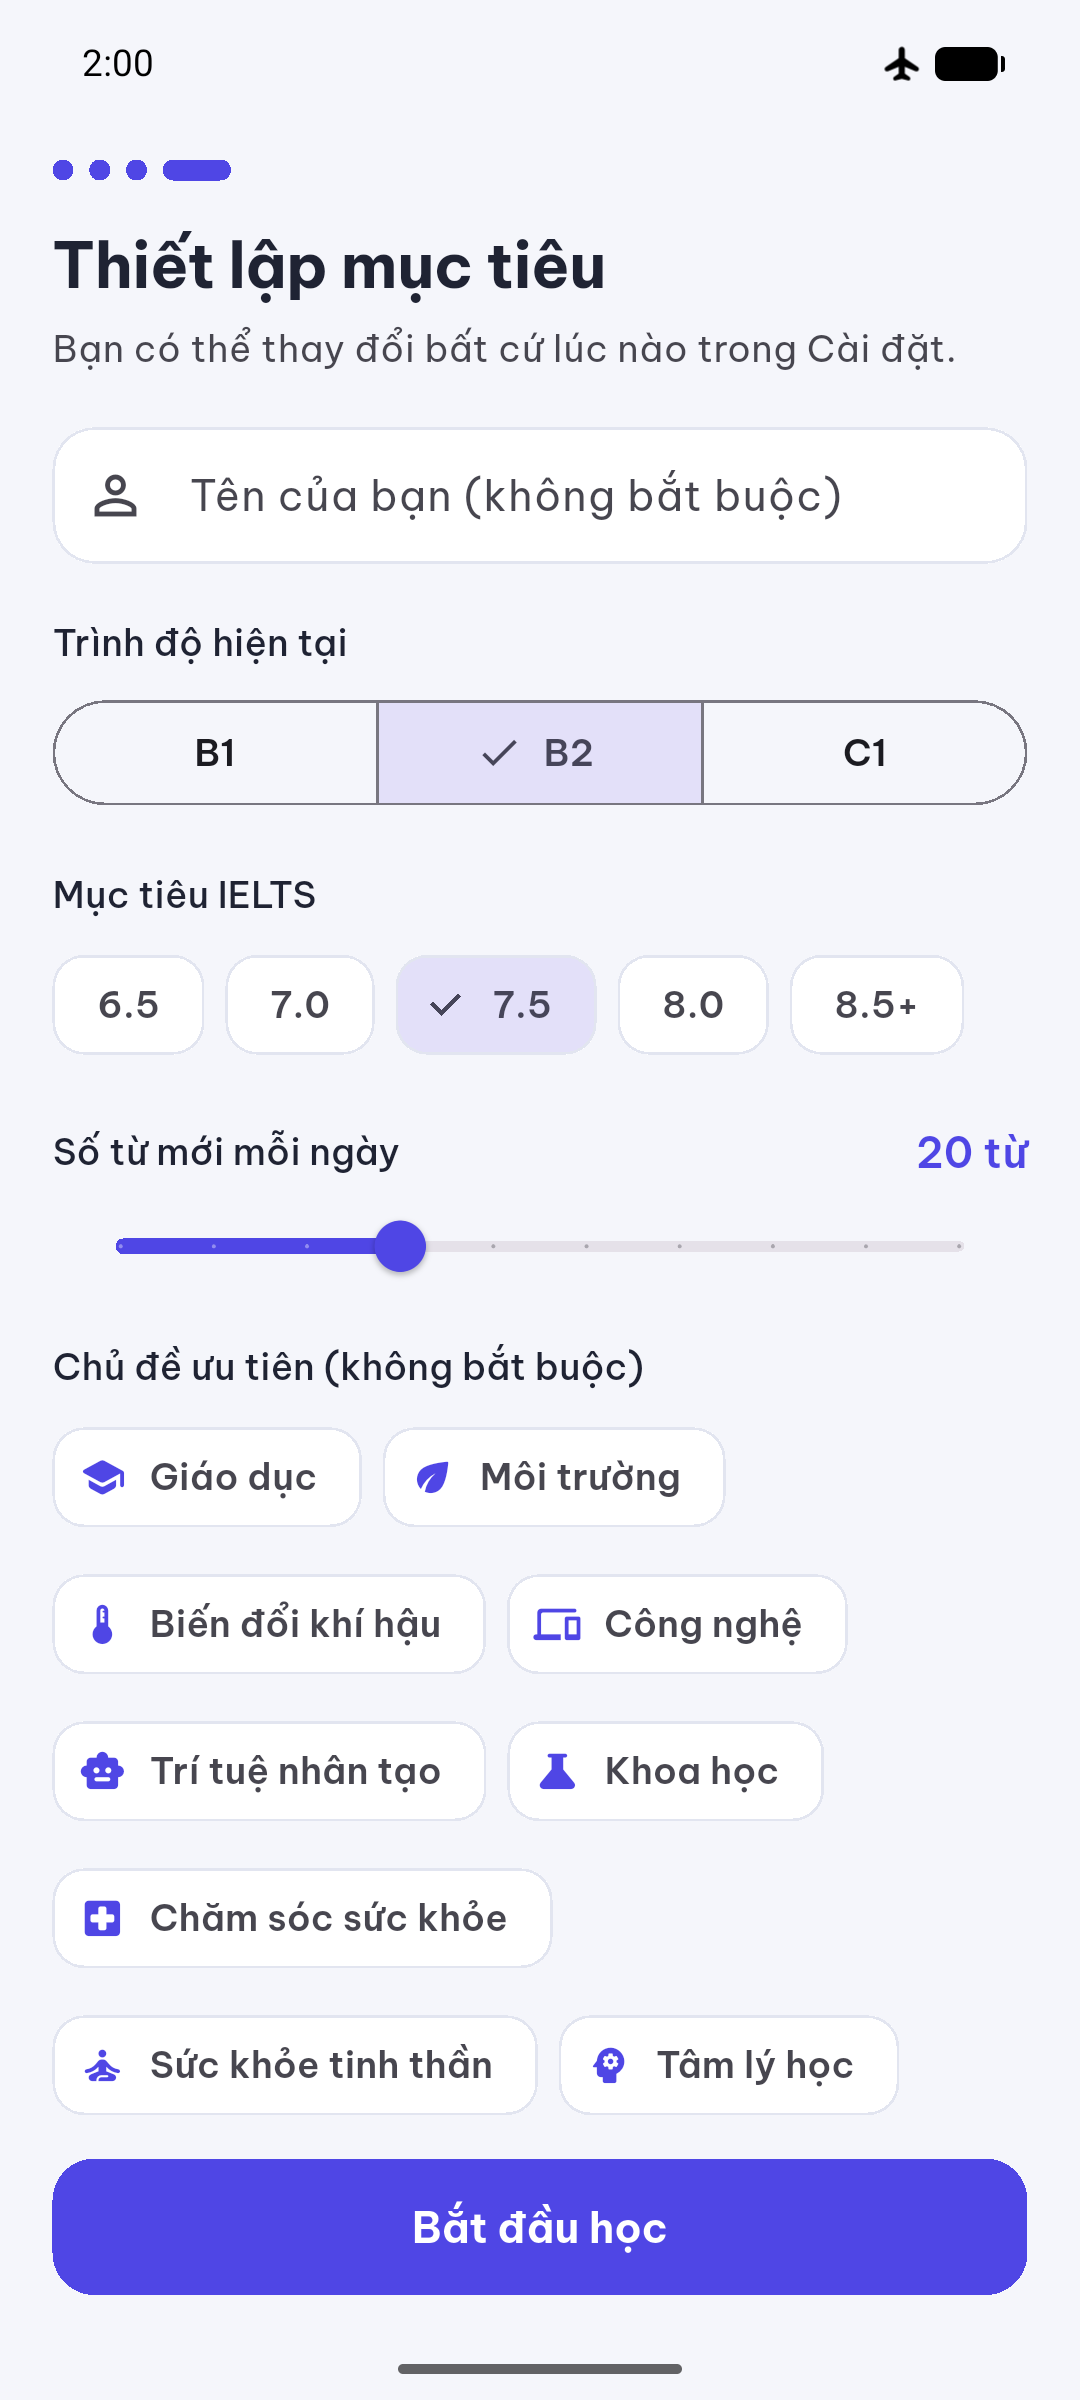 2:00
Thiết lập mục tiêu
Bạn có thể thay đổi bất cứ lúc nào trong Cài đặt.
Tên của bạn (không bắt buộc)
Trình độ hiện tại
B1 B2 C1
Mục tiêu IELTS
6.5 7.0 7.5 8.0 8.5+
Số từ mới mỗi ngày 20 từ
Chủ đề ưu tiên (không bắt buộc)
Giáo dục Môi trường
Biến đổi khí hậu Công nghệ
Trí tuệ nhân tạo Khoa học
Chăm sóc sức khỏe
Sức khỏe tinh thần Tâm lý học
Bắt đầu học